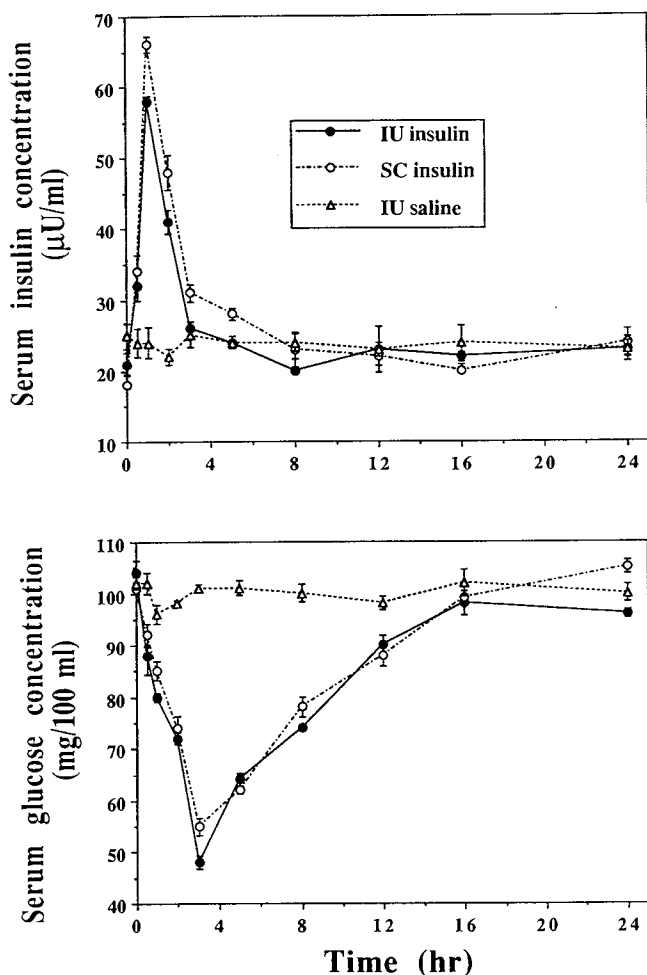 70
60
50
40
30
20
10
Serum insulin concentration
(μU/ml)
IU insulin
SC insulin
IU saline
0 4 8 12 16 20 24
110
100
90
80
70
60
50
40
Serum glucose concentration
(mg/100 ml)
0 4 8 12 16 20 24
Time (hr)